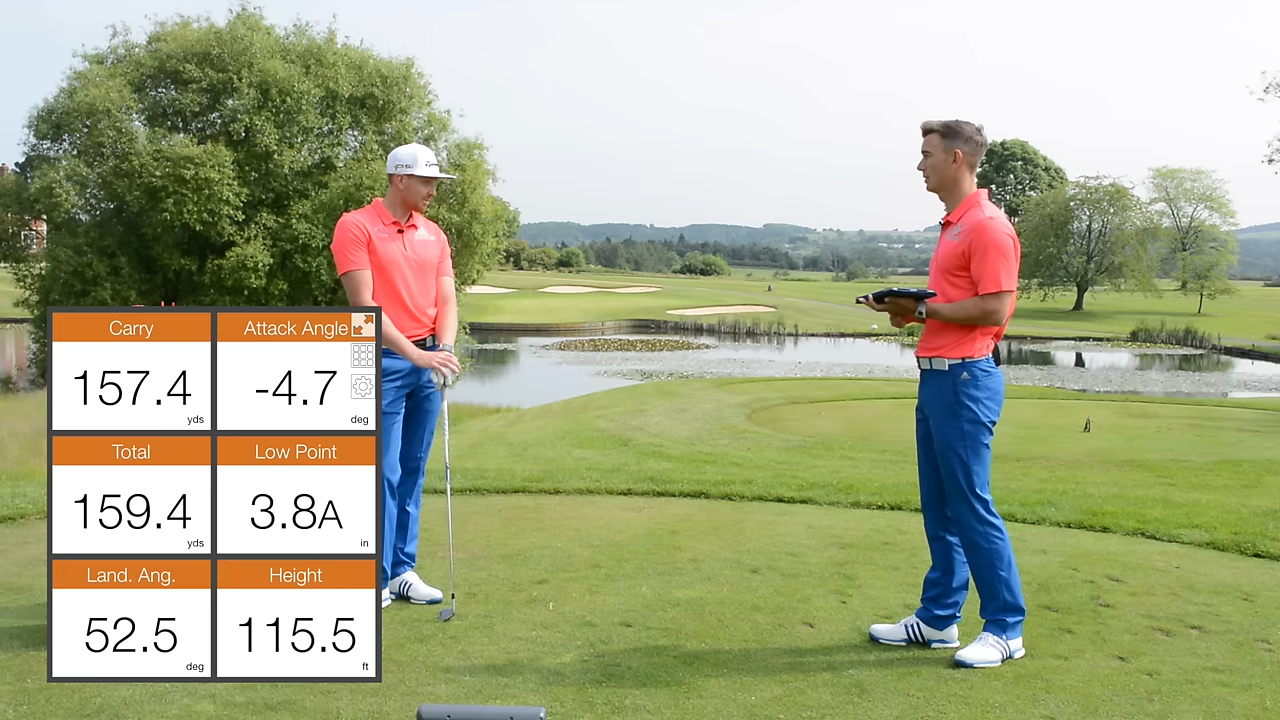 Carry
Attack Angle
157.4
yds
-4.7
deg
Total
Low Point
159.4
yds
3.8A
in
Land. Ang.
Height
52.5
deg
115.5
ft